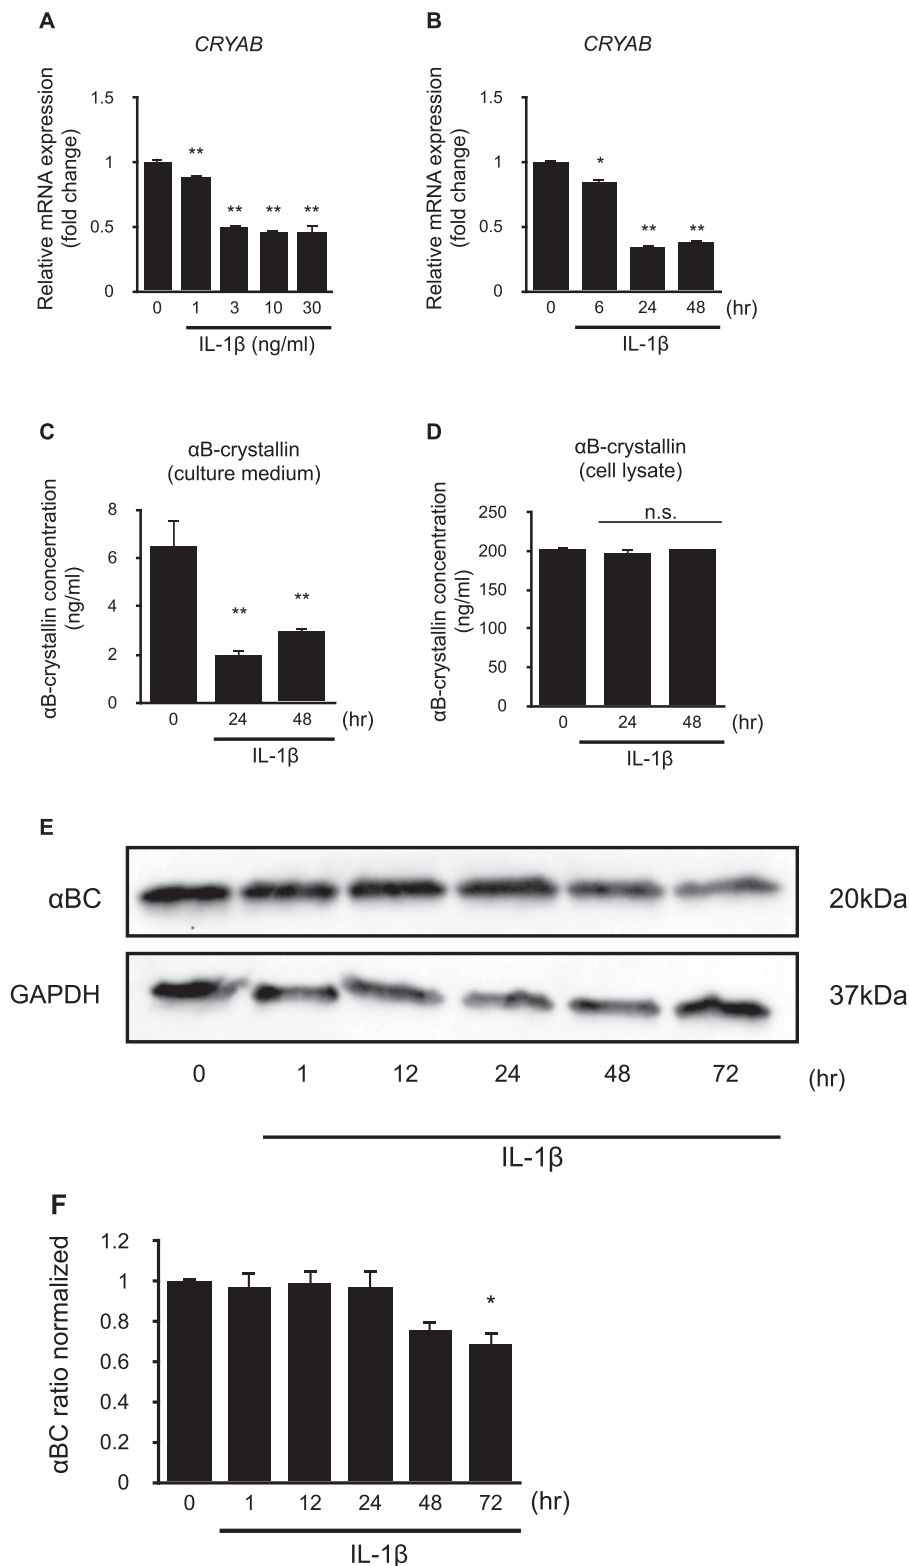 A
CRYAB
Relative mRNA expression
(fold change)
1.5
1
0.5
0
**
**
**
**
0 1 3 10 30
IL-1β (ng/ml)
B
CRYAB
Relative mRNA expression
(fold change)
1.5
1
0.5
0
*
**
**
0 6 24 48 (hr)
IL-1β
C
αB-crystallin
(culture medium)
αB-crystallin concentration
(ng/ml)
8
6
4
2
0
**
**
0 24 48 (hr)
IL-1β
D
αB-crystallin
(cell lysate)
αB-crystallin concentration
(ng/ml)
250
200
150
100
50
0
n.s.
0 24 48 (hr)
IL-1β
E
αBC 20kDa
GAPDH 37kDa
0 1 12 24 48 72 (hr)
IL-1β
F
αBC ratio normalized
1.2
1
0.8
0.6
0.4
0.2
0
*
0 1 12 24 48 72 (hr)
IL-1β